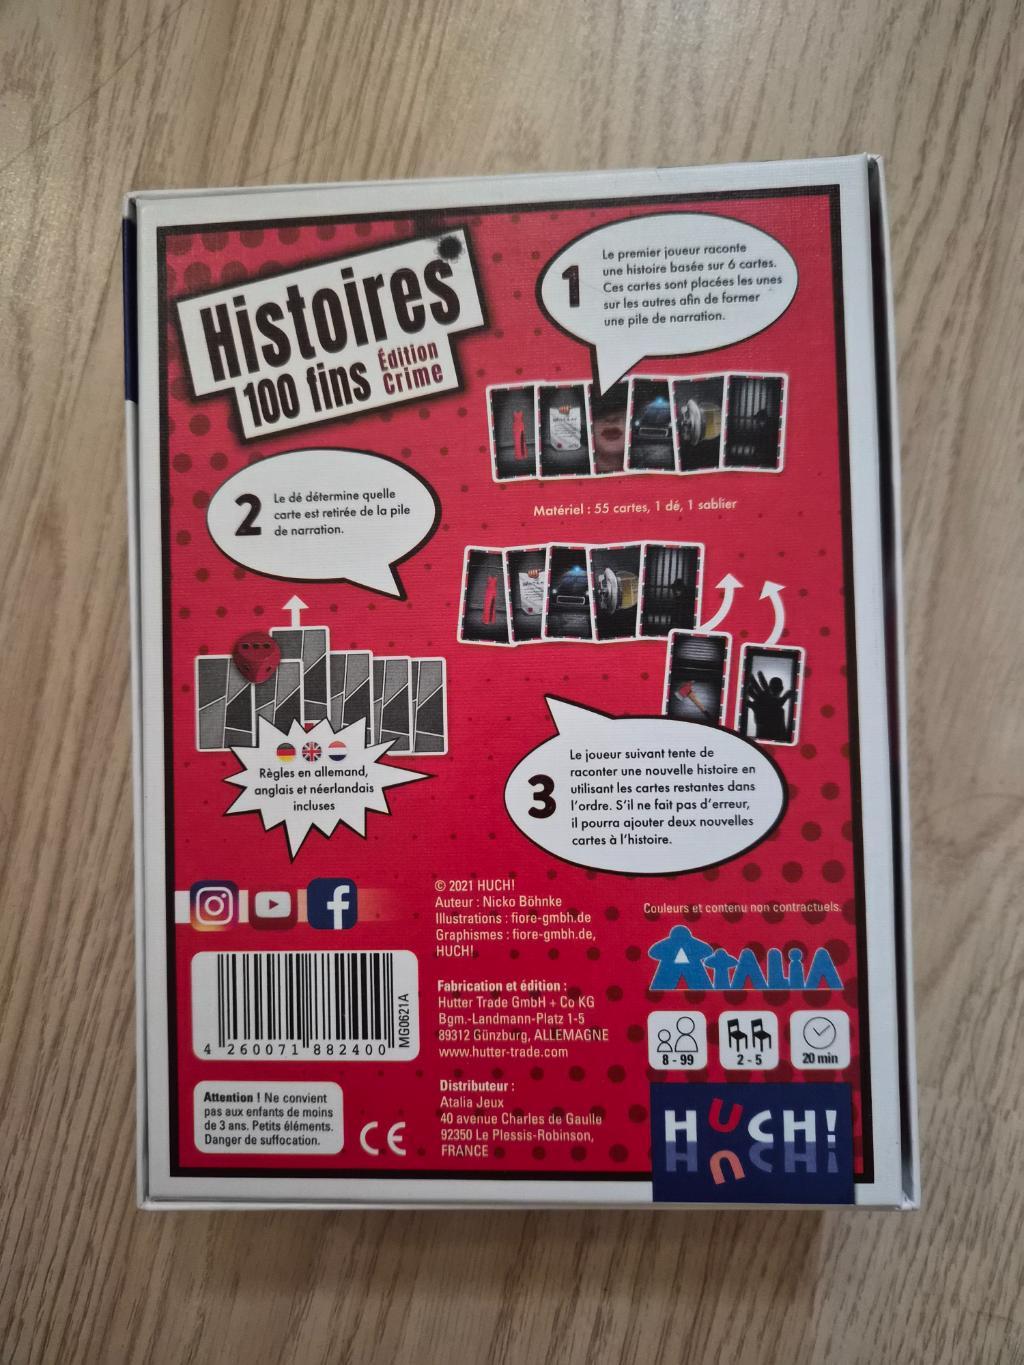 Histoires
100 fins
Édition
Crime
1
Le premier joueur raconte
une histoire basée sur 6 cartes.
Ces cartes sont placées les unes
sur les autres afin de former
une pile de narration.
Matériel : 55 cartes, 1 dé, 1 sablier
2
Le dé détermine quelle
carte est retirée de la pile
de narration.
Règles en allemand,
anglais et néerlandais
incluses
3
Le joueur suivant tente de
raconter une nouvelle histoire en
utilisant les cartes restantes dans
l'ordre. S'il ne fait pas d'erreur,
il pourra ajouter deux nouvelles
cartes à l'histoire.
f
© 2021 HUCH!
Auteur : Nicko Böhnke
Illustrations : fiore-gmbh.de
Graphismes : fiore-gmbh.de,
HUCH!
Couleurs et contenu non contractuels.
ATALIA
4 260071 882400
MG0621A
Fabrication et édition :
Hutter Trade GmbH + Co KG
Bgm.-Landmann-Platz 1-5
89312 Günzburg, ALLEMAGNE
www.hutter-trade.com
8 - 99
2 - 5
20 min
Attention ! Ne convient
pas aux enfants de moins
de 3 ans. Petits éléments.
Danger de suffocation.
CE
Distributeur :
Atalia Jeux
40 avenue Charles de Gaulle
92350 Le Plessis-Robinson,
FRANCE
HUCH!